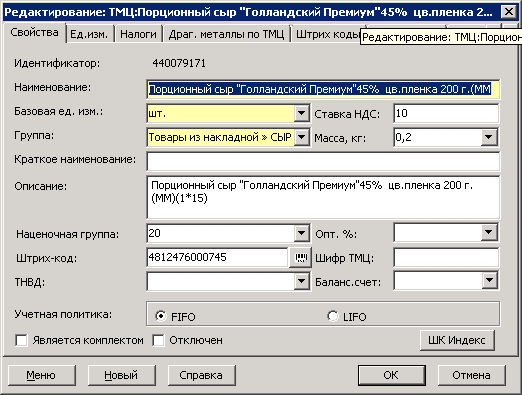 Редактирование: ТМЦ:Порционный сыр "Голландский Премиум"45% цв.пленка 2...
Свойства Ед.изм. Налоги Драг. металлы по ТМЦ Штрих коды
Редактирование: ТМЦ:Порцион
Идентификатор: 440079171
Наименование: Порционный сыр "Голландский Премиум"45% цв.пленка 200 г.(ММ
Базовая ед. изм.: шт. Ставка НДС: 10
Группа: Товары из накладной » СЫР Масса, кг: 0,2
Краткое наименование:
Описание: Порционный сыр "Голландский Премиум"45% цв.пленка 200 г.
(ММ)(1*15)
Наценочная группа: 20 Опт. %:
Штрих-код: 4812476000745 Шифр ТМЦ:
ТНВД: Баланс.счет:
Учетная политика: FIFO LIFO
Является комплектом Отключен ШК Индекс
Меню Новый Справка OK Отмена